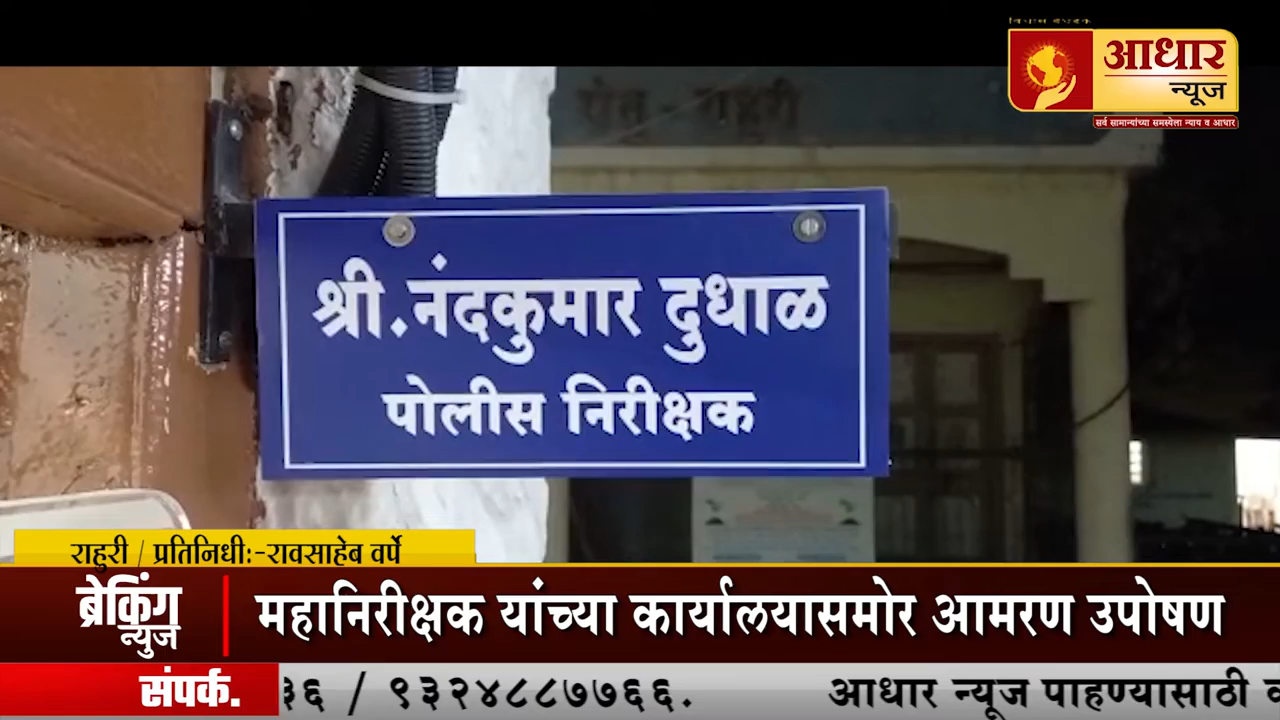 आधार
न्यूज
सर्व सामान्यांच्या समस्येला न्याय व आधार
श्री.नंदकुमार दुधाळ
पोलीस निरीक्षक
राहुरी / प्रतिनिधी:-रावसाहेब वर्पे
ब्रेकिंग
न्युज
महानिरीक्षक यांच्या कार्यालयासमोर आमरण उपोषण
संपर्क.
३६ / ९३२४८८७७६६. आधार न्यूज पाहण्यासाठी